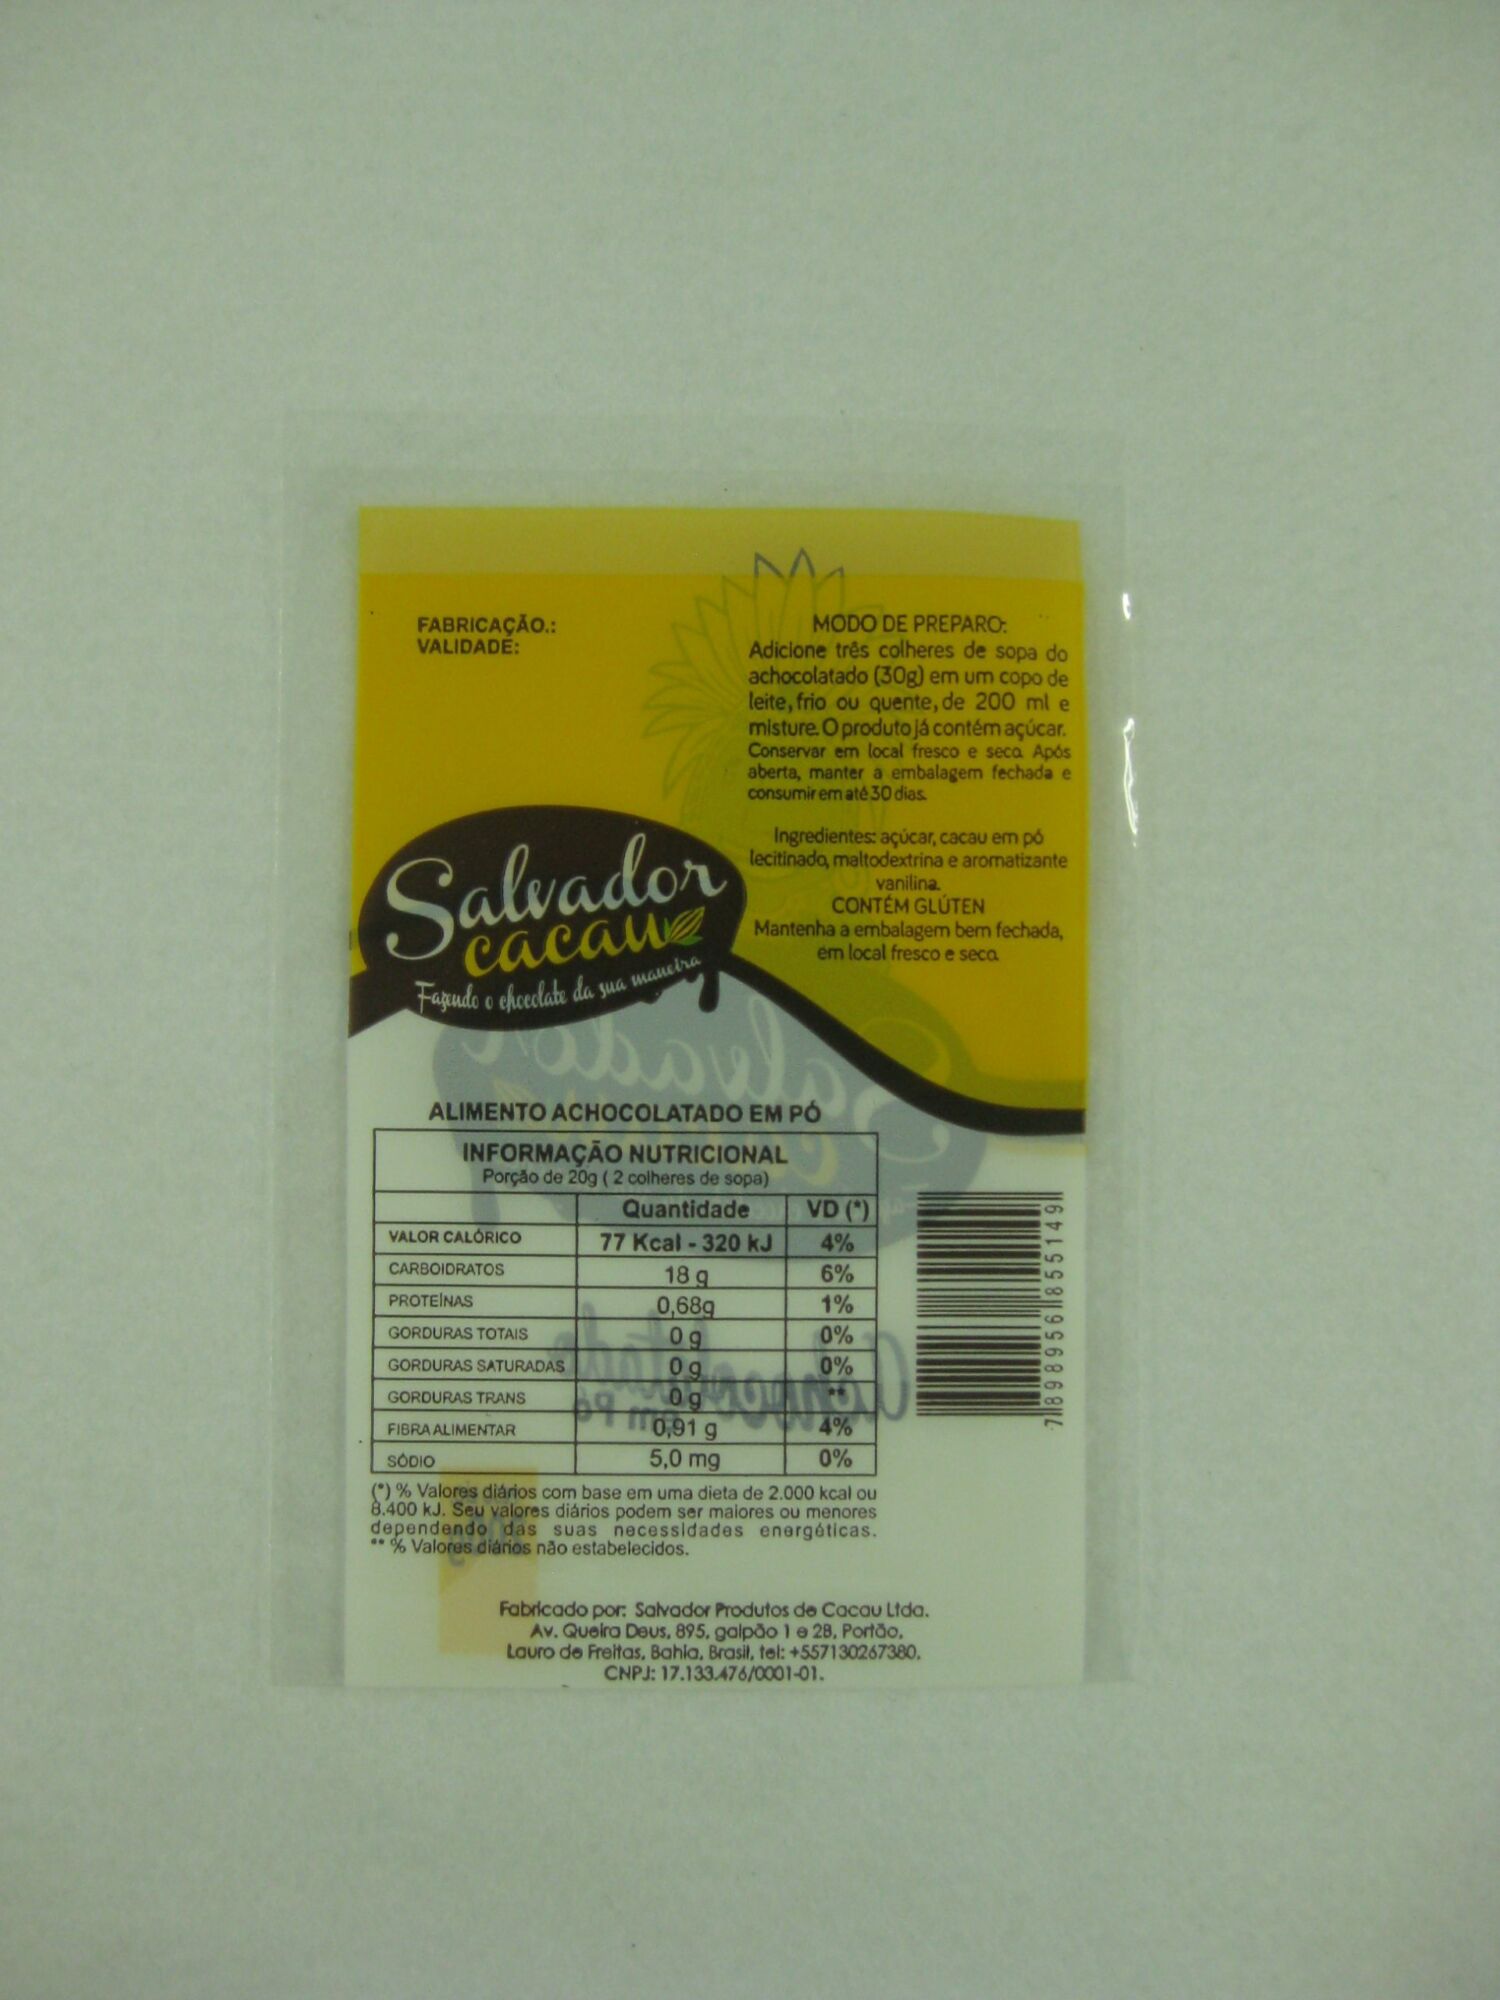 FABRICAÇÃO.:
VALIDADE:
MODO DE PREPARO:
Adicione três colheres de sopa do
achocolatado (30g) em um copo de
leite, frio ou quente, de 200 ml e
misture. O produto já contém açúcar.
Conservar em local fresco e seco. Após
aberta, manter a embalagem fechada e
consumir em até 30 dias.
Ingredientes: açúcar, cacau em pó
lecitinado, maltodextrina e aromatizante
vanilina.
CONTÉM GLÚTEN
Mantenha a embalagem bem fechada,
em local fresco e seco.
Salvador
cacau
Fazendo o chocolate da sua maneira
ALIMENTO ACHOCOLATADO EM PÓ
INFORMAÇÃO NUTRICIONAL
Porção de 20g ( 2 colheres de sopa)
Quantidade VD (*)
VALOR CALÓRICO 77 Kcal - 320 kJ 4%
CARBOIDRATOS 18 g 6%
PROTEÍNAS 0,68g 1%
GORDURAS TOTAIS 0 g 0%
GORDURAS SATURADAS 0 g 0%
GORDURAS TRANS 0 g **
FIBRA ALIMENTAR 0,91 g 4%
SÓDIO 5,0 mg 0%
(*) % Valores diários com base em uma dieta de 2.000 kcal ou
8.400 kJ. Seu valores diários podem ser maiores ou menores
dependendo das suas necessidades energéticas.
** % Valores diários não estabelecidos.
7898956855149
Fabricado por: Salvador Produtos de Cacau Ltda.
Av. Queira Deus, 895, galpão 1 e 2B, Portão,
Lauro de Freitas, Bahia, Brasil, tel: +557130267380.
CNPJ: 17.133.476/0001-01.